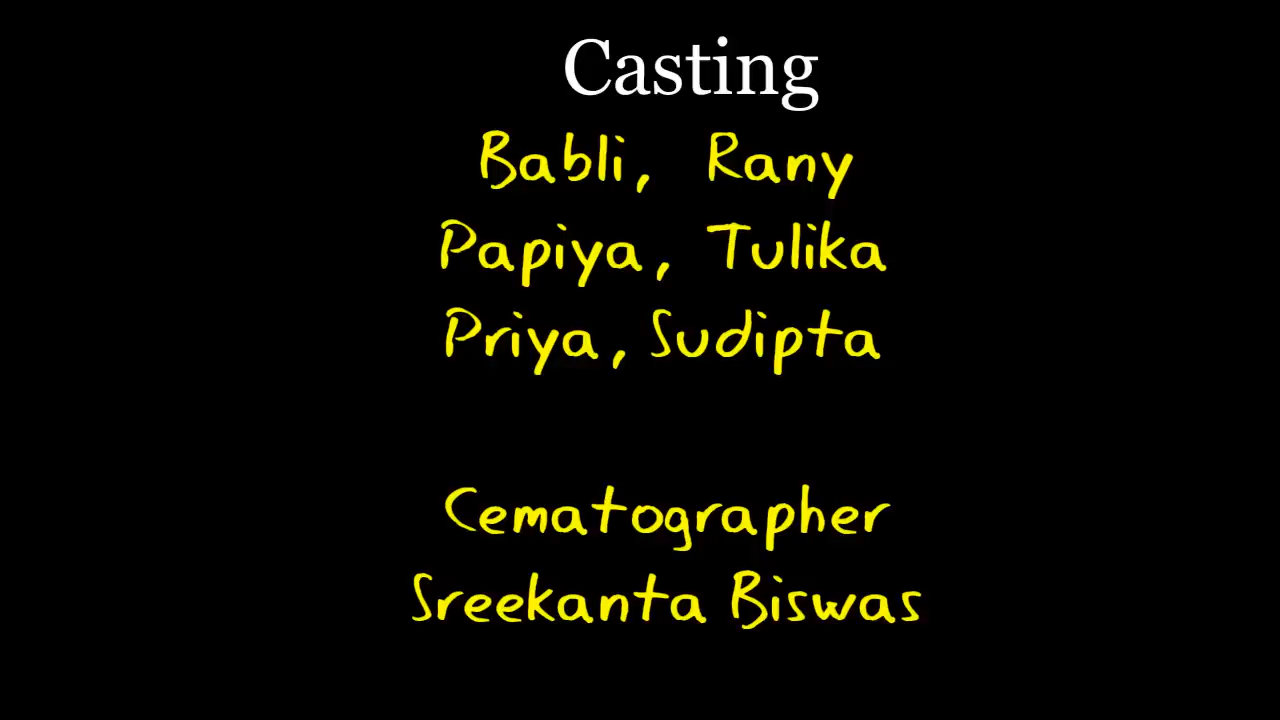 Casting
Babli, Rany
Papiya, Tulika
Priya, Sudipta
Cematographer
Sreekanta Biswas